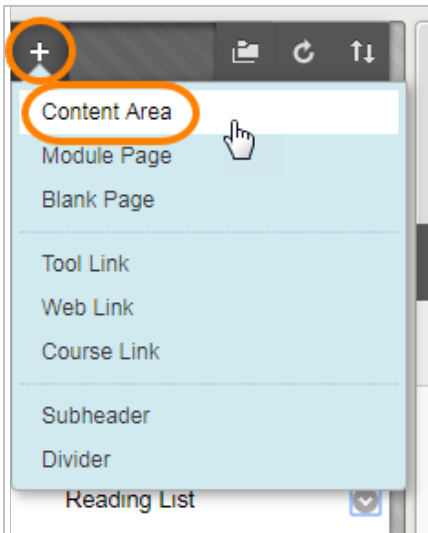 Content Area
Module Page
Blank Page
Tool Link
Web Link
Course Link
Subheader
Divider
Reading List